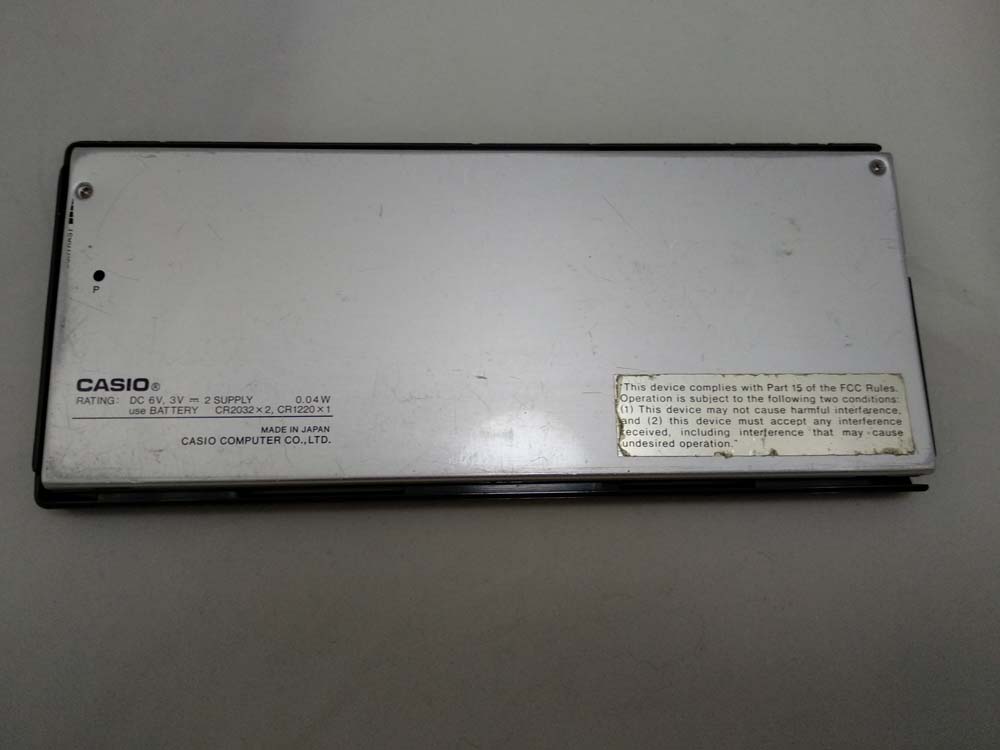 CONTRAST
P
CASIO®
RATING: DC 6V, 3V ⎓ 2 SUPPLY 0.04W
use BATTERY CR2032×2, CR1220×1
MADE IN JAPAN
CASIO COMPUTER CO.,LTD.
"This device complies with Part 15 of the FCC Rules.
Operation is subject to the following two conditions:
(1) This device may not cause harmful interference,
and (2) this device must accept any interference
received, including interference that may cause
undesired operation."